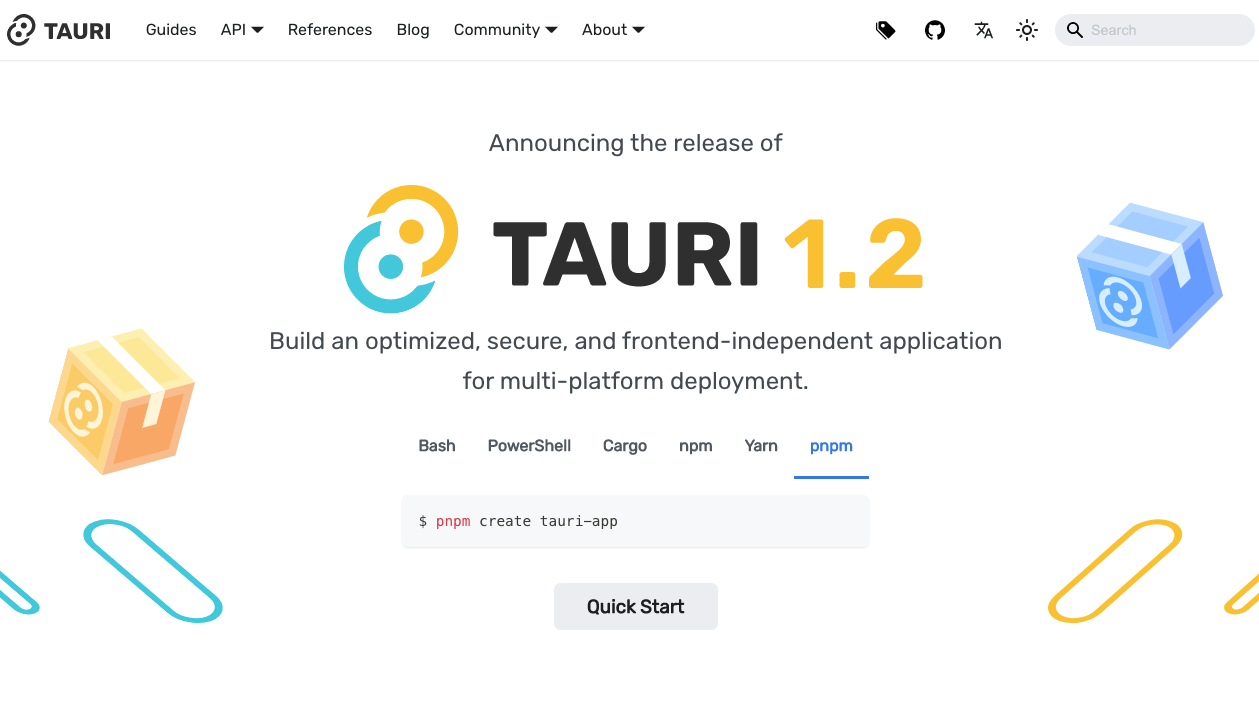 TAURI Guides API References Blog Community About Search
Announcing the release of
TAURI 1.2
Build an optimized, secure, and frontend-independent application
for multi-platform deployment.
Bash PowerShell Cargo npm Yarn pnpm
$ pnpm create tauri-app
Quick Start